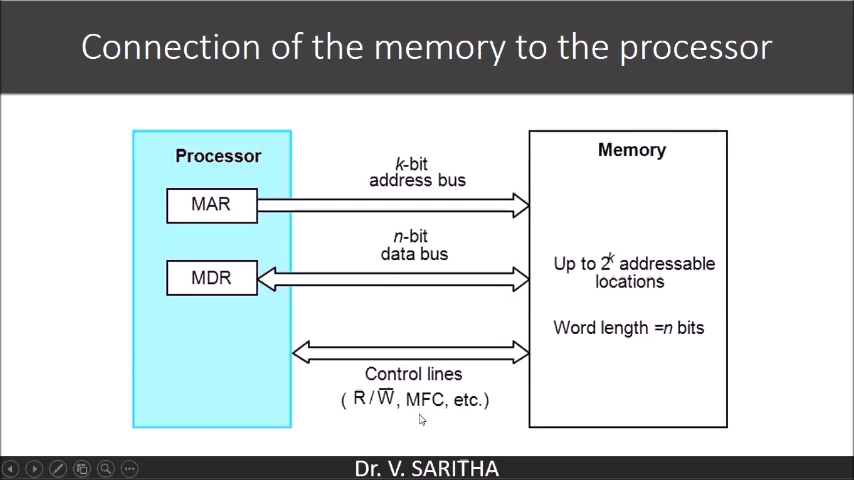 Connection of the memory to the processor
Processor
MAR
MDR
k-bit
address bus
n-bit
data bus
Control lines
( R / W̅, MFC, etc.)
Memory
Up to 2ᵏ addressable
locations
Word length =n bits
Dr. V. SARITHA